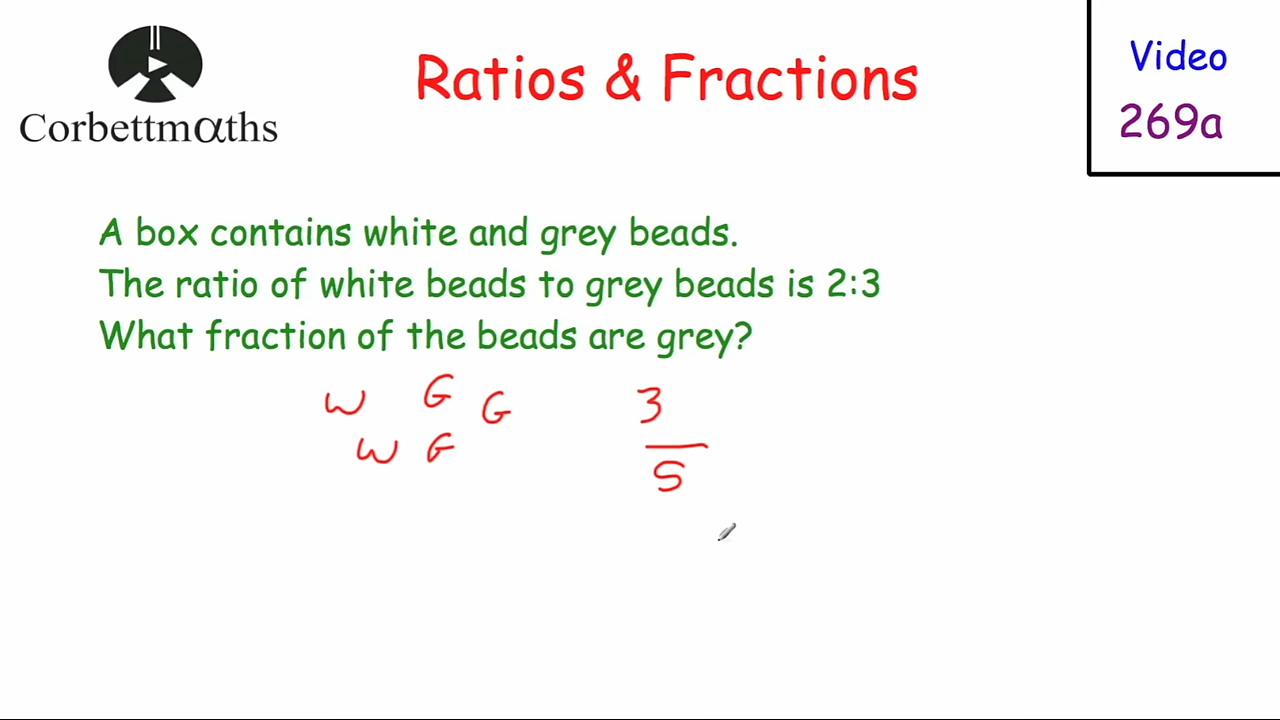 Corbettmαths
Ratios & Fractions
Video
269a
A box contains white and grey beads.
The ratio of white beads to grey beads is 2:3
What fraction of the beads are grey?
W G G
W G
3
5